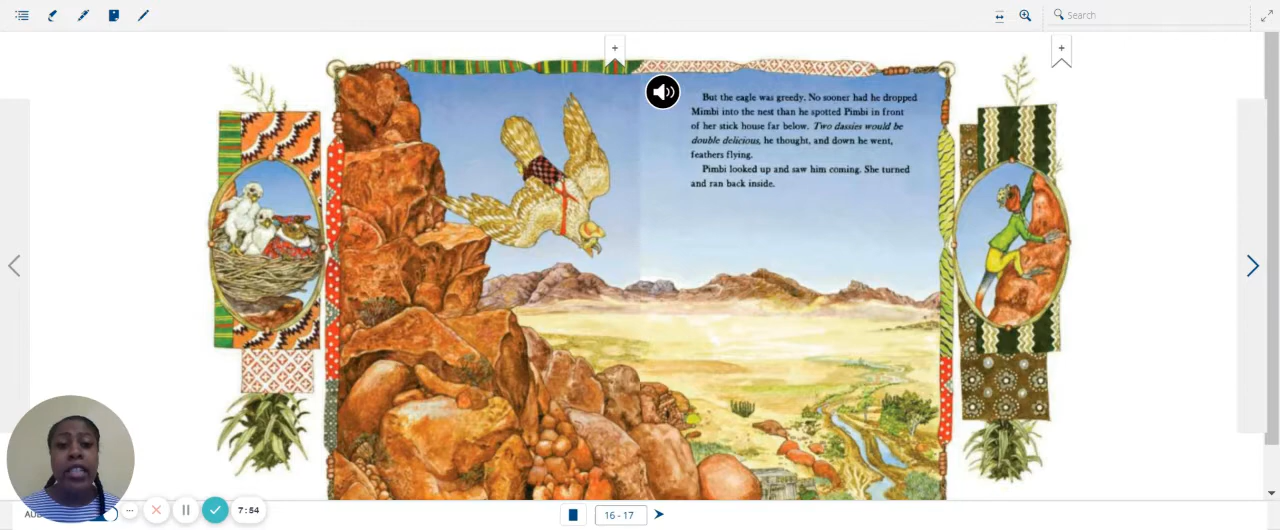 Search
+
+
But the eagle was greedy. No sooner had he dropped
Mimbi into the nest than he spotted Pimbi in front
of her stick house far below. Two dassies would be
double delicious, he thought, and down he went,
feathers flying.
Pimbi looked up and saw him coming. She turned
and ran back inside.
7:54
16 - 17